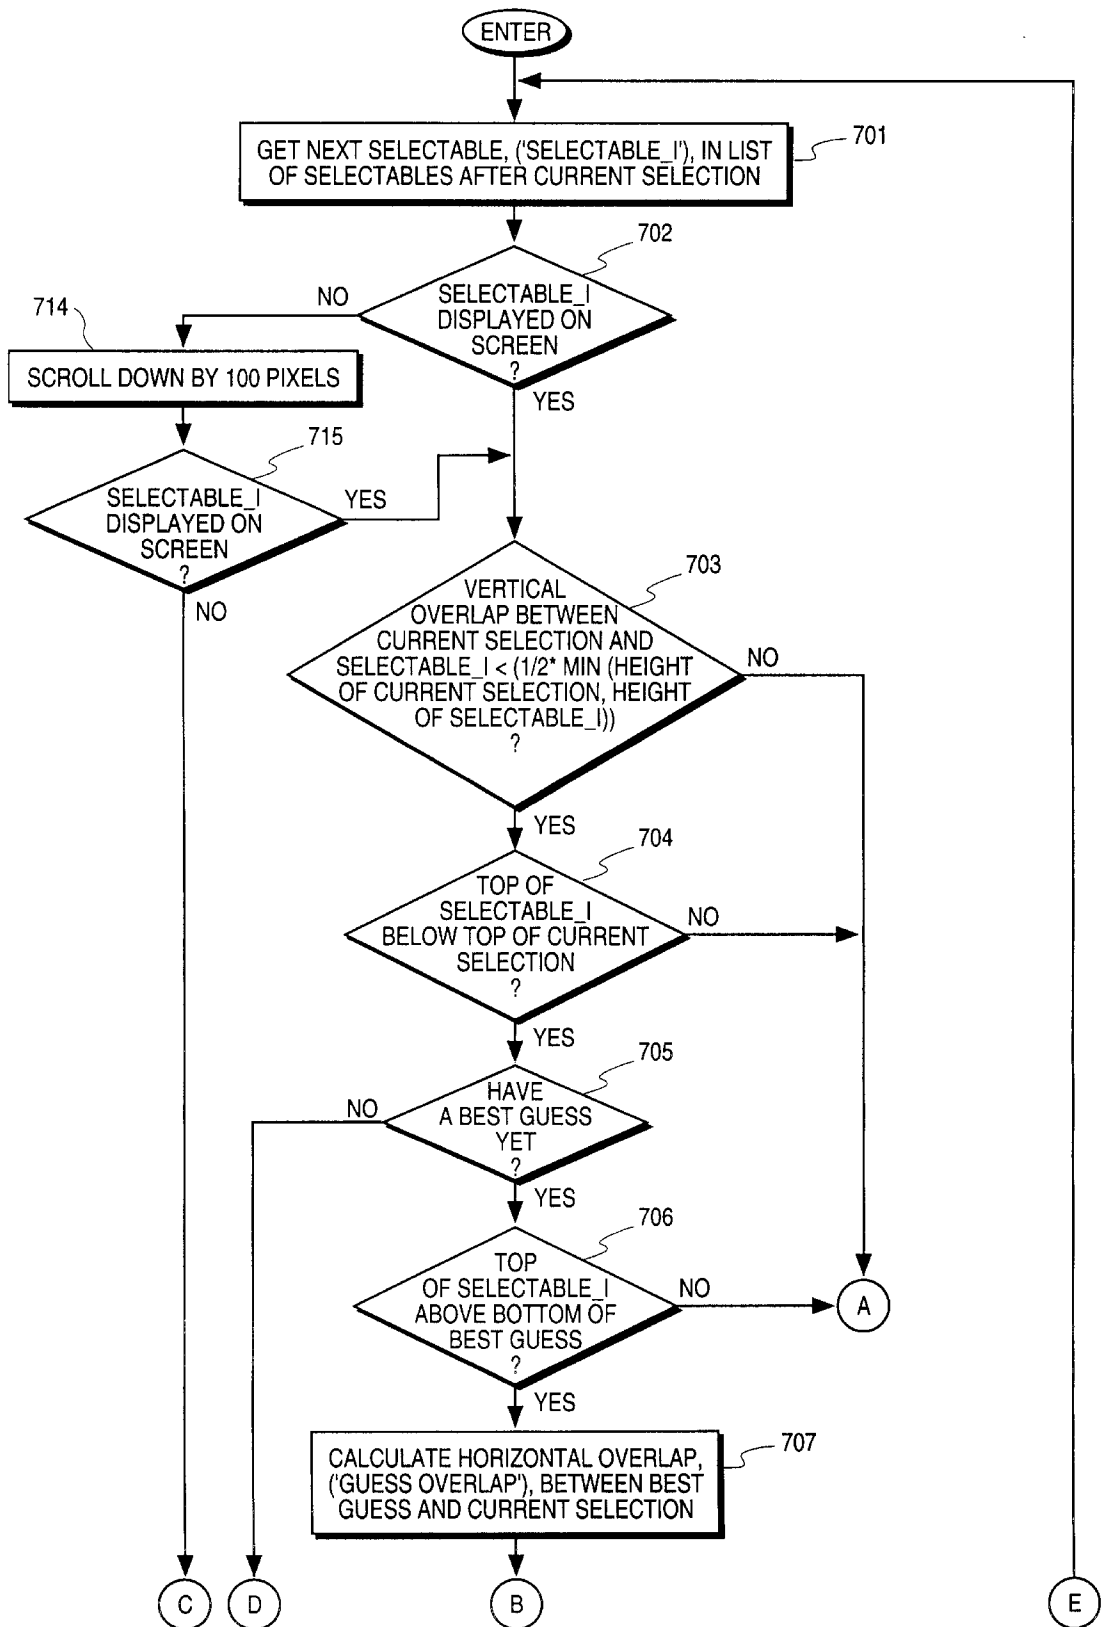 ENTER
GET NEXT SELECTABLE, ('SELECTABLE_I'), IN LIST
OF SELECTABLES AFTER CURRENT SELECTION
701
702
SELECTABLE_I
DISPLAYED ON
SCREEN
?
NO
YES
714
SCROLL DOWN BY 100 PIXELS
715
SELECTABLE_I
DISPLAYED ON
SCREEN
?
YES
NO
703
VERTICAL
OVERLAP BETWEEN
CURRENT SELECTION AND
SELECTABLE_I < (1/2* MIN (HEIGHT
OF CURRENT SELECTION, HEIGHT
OF SELECTABLE_I))
?
NO
YES
704
TOP OF
SELECTABLE_I
BELOW TOP OF CURRENT
SELECTION
?
NO
YES
705
HAVE
A BEST GUESS
YET
?
NO
YES
706
TOP
OF SELECTABLE_I
ABOVE BOTTOM OF
BEST GUESS
?
NO
A
YES
707
CALCULATE HORIZONTAL OVERLAP,
('GUESS OVERLAP'), BETWEEN BEST
GUESS AND CURRENT SELECTION
C
D
B
E